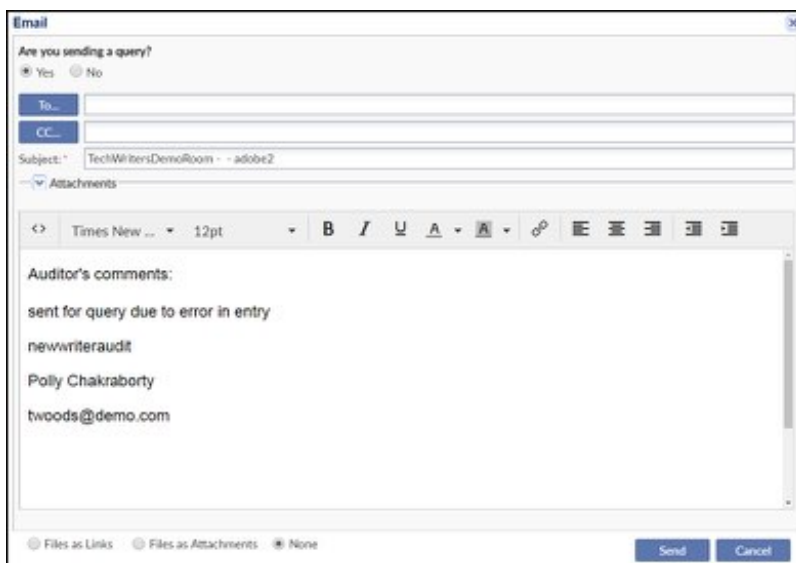 Email
Are you sending a query?
Yes No
To...
CC...
Subject: * TechWritersDemoRoom - - adobe2
Attachments
<> Times New ... 12pt B I U A A
Auditor's comments:
sent for query due to error in entry
newwriteraudit
Polly Chakraborty
twoods@demo.com
Files as Links Files as Attachments None
Send Cancel